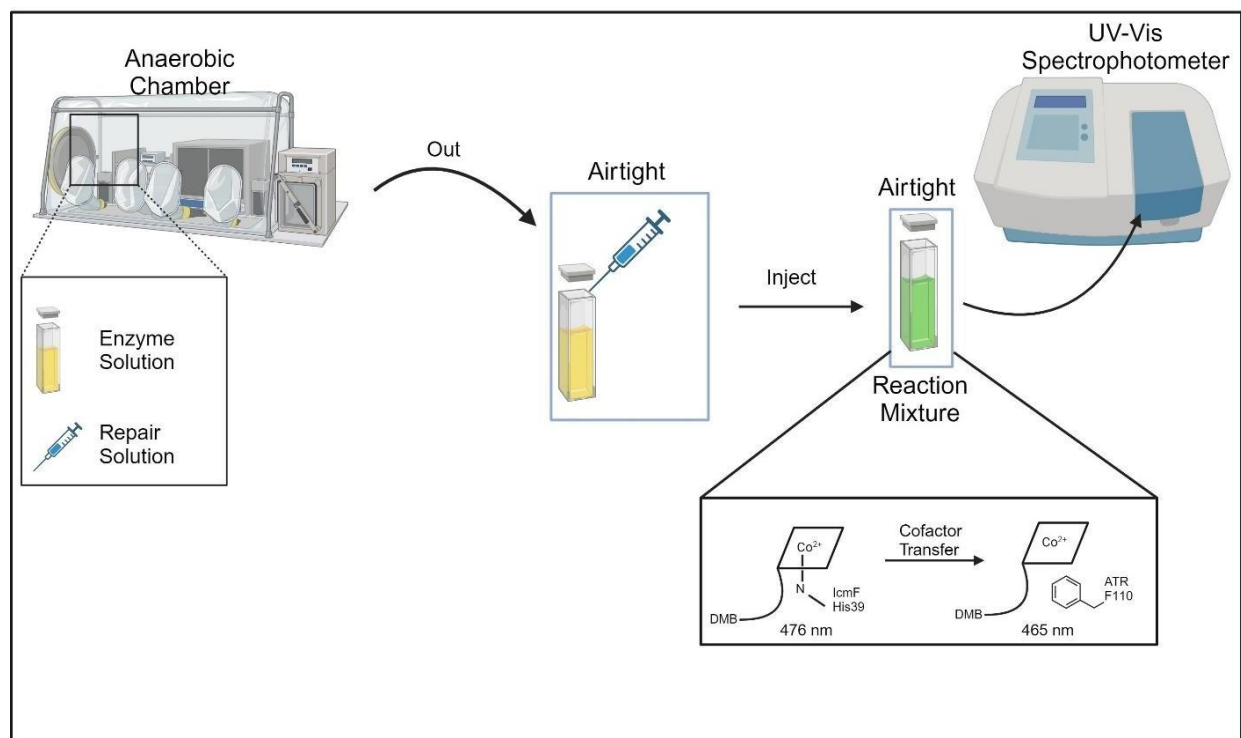 Anaerobic
Chamber
UV-Vis
Spectrophotometer
Out
Airtight
Airtight
Inject
Enzyme
Solution
Repair
Solution
Reaction
Mixture
Co²⁺
N
IcmF
His39
DMB
476 nm
Cofactor
Transfer
Co²⁺
ATR
F110
DMB
465 nm